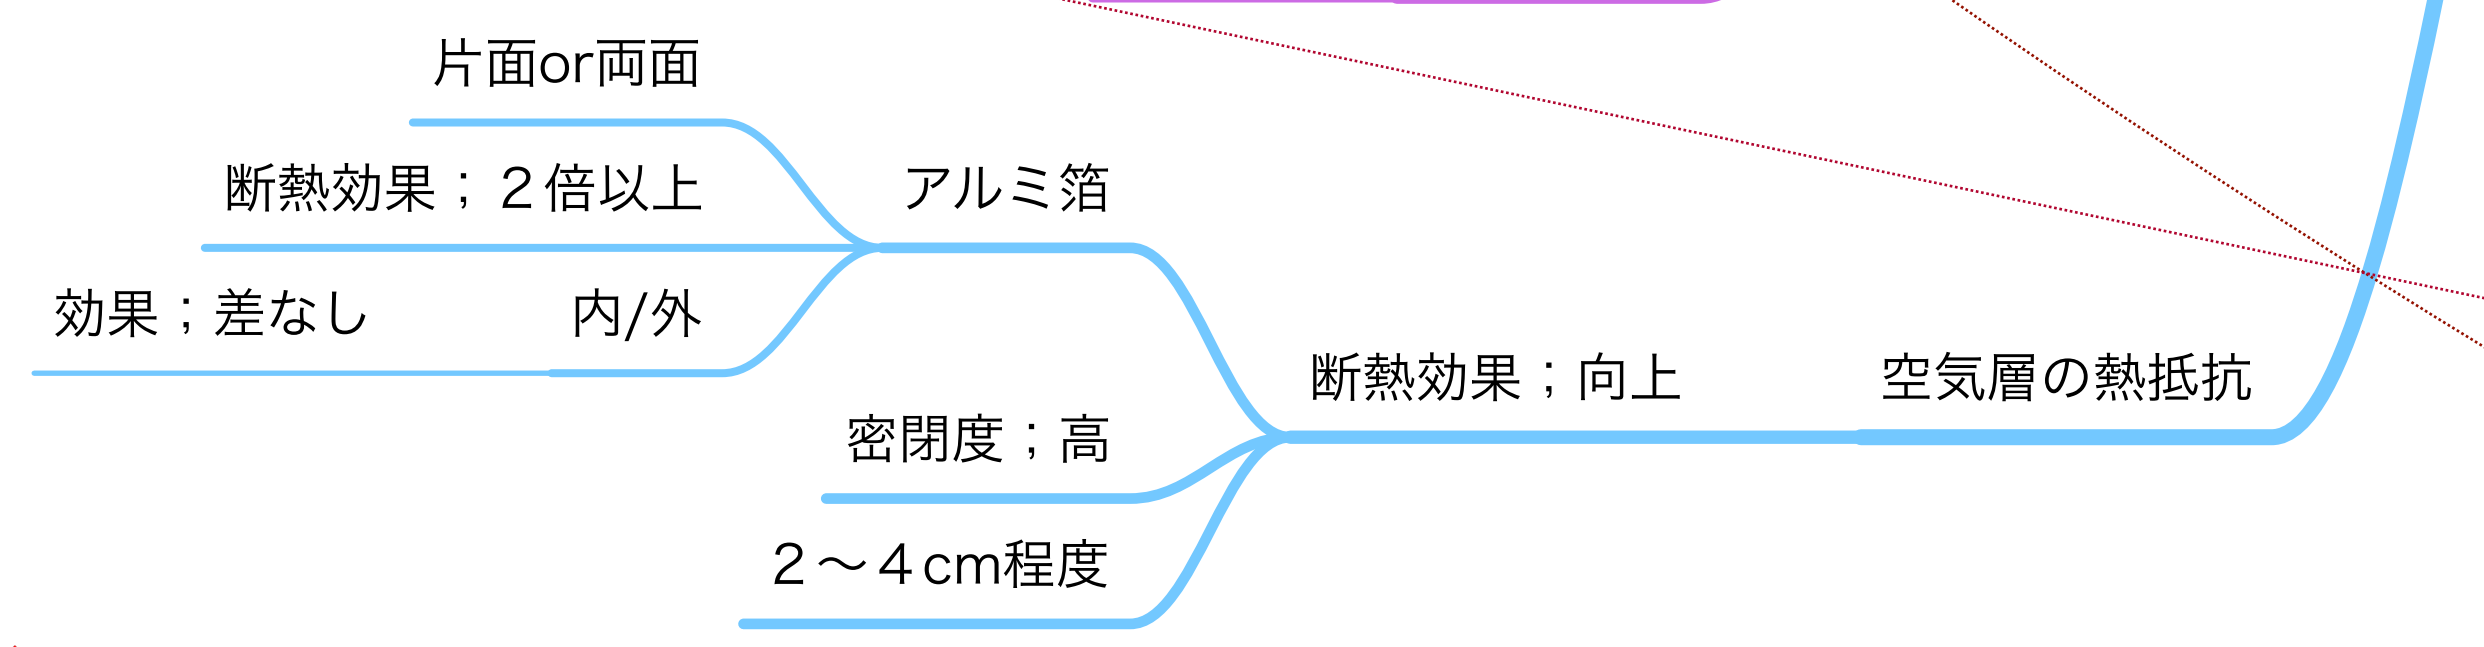 片面or両面
断熱効果；２倍以上
アルミ箔
効果；差なし
内/外
断熱効果；向上
空気層の熱抵抗
密閉度；高
２～４cm程度